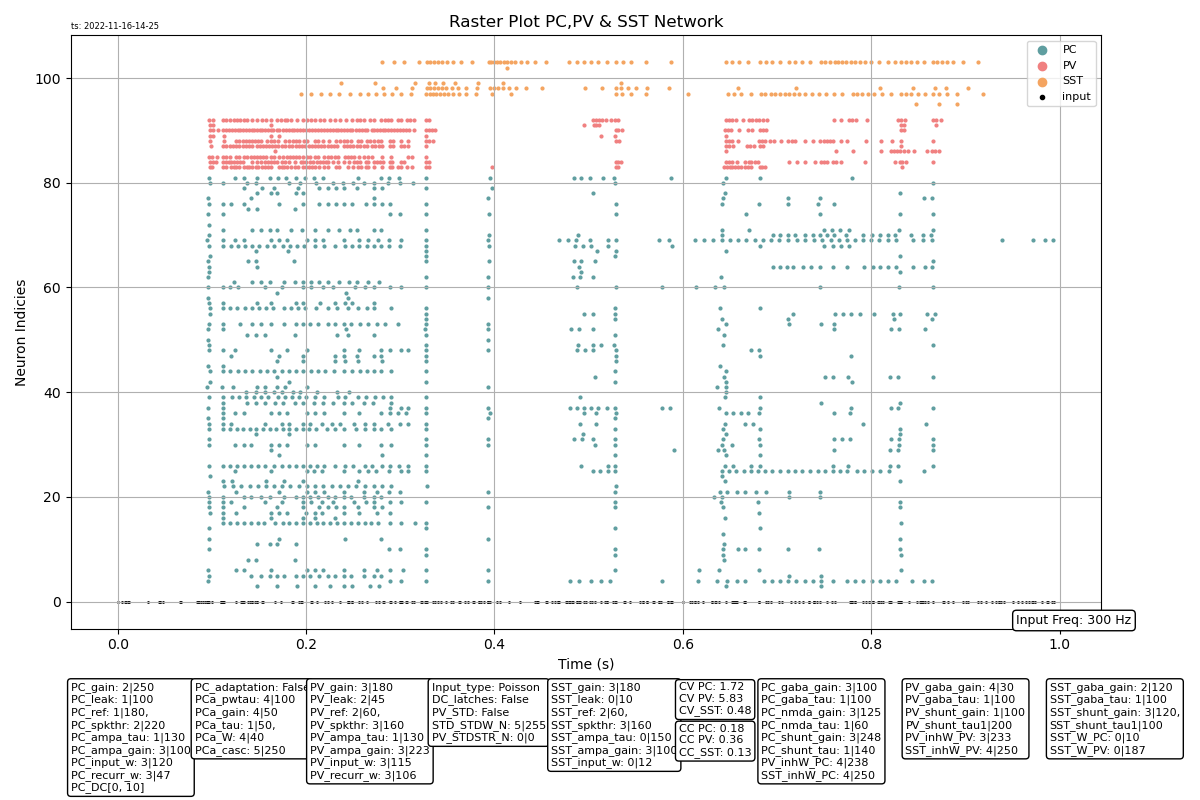 ts: 2022-11-16-14-25
Raster Plot PC,PV & SST Network
PC
PV
SST
input
Neuron Indicies
100
80
60
40
20
0
0.0
0.2
0.4
0.6
0.8
1.0
Time (s)
Input Freq: 300 Hz
PC_gain: 2|250
PC_leak: 1|100
PC_ref: 1|180,
PC_spkthr: 2|220
PC_ampa_tau: 1|130
PC_ampa_gain: 3|100
PC_input_w: 3|120
PC_recurr_w: 3|47
PC_DC[0, 10]
PC_adaptation: False
PCa_pwtau: 4|100
PCa_gain: 4|50
PCa_tau: 1|50,
PCa_W: 4|40
PCa_casc: 5|250
PV_gain: 3|180
PV_leak: 2|45
PV_ref: 2|60,
PV_spkthr: 3|160
PV_ampa_tau: 1|130
PV_ampa_gain: 3|223
PV_input_w: 3|115
PV_recurr_w: 3|106
Input_type: Poisson
DC_latches: False
PV_STD: False
STD_STDW_N: 5|255
PV_STDSTR_N: 0|0
SST_gain: 3|180
SST_leak: 0|10
SST_ref: 2|60,
SST_spkthr: 3|160
SST_ampa_tau: 0|150
SST_ampa_gain: 3|100
SST_input_w: 0|12
CV PC: 1.72
CV PV: 5.83
CV_SST: 0.48
CC PC: 0.18
CC PV: 0.36
CC_SST: 0.13
PC_gaba_gain: 3|100
PC_gaba_tau: 1|100
PC_nmda_gain: 3|125
PC_nmda_tau: 1|60
PC_shunt_gain: 3|248
PC_shunt_tau: 1|140
PV_inhW_PC: 4|238
SST_inhW_PC: 4|250
PV_gaba_gain: 4|30
PV_gaba_tau: 1|100
PV_shunt_gain: 1|100
PV_shunt_tau1|200
PV_inhW_PV: 3|233
SST_inhW_PV: 4|250
SST_gaba_gain: 2|120
SST_gaba_tau: 1|100
SST_shunt_gain: 3|120,
SST_shunt_tau1|100
SST_W_PC: 0|10
SST_W_PV: 0|187